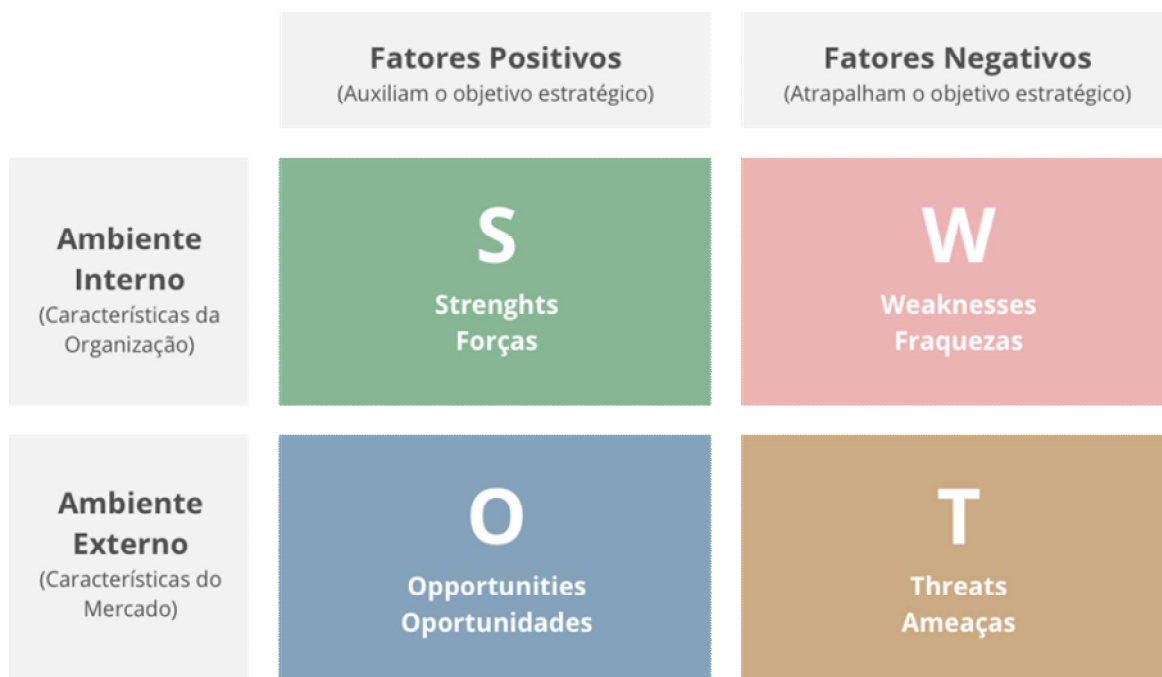 Fatores Positivos
(Auxiliam o objetivo estratégico)
Fatores Negativos
(Atrapalham o objetivo estratégico)
Ambiente
Interno
(Características da
Organização)
S
Strenghts
Forças
W
Weaknesses
Fraquezas
Ambiente
Externo
(Características do
Mercado)
O
Opportunities
Oportunidades
T
Threats
Ameaças